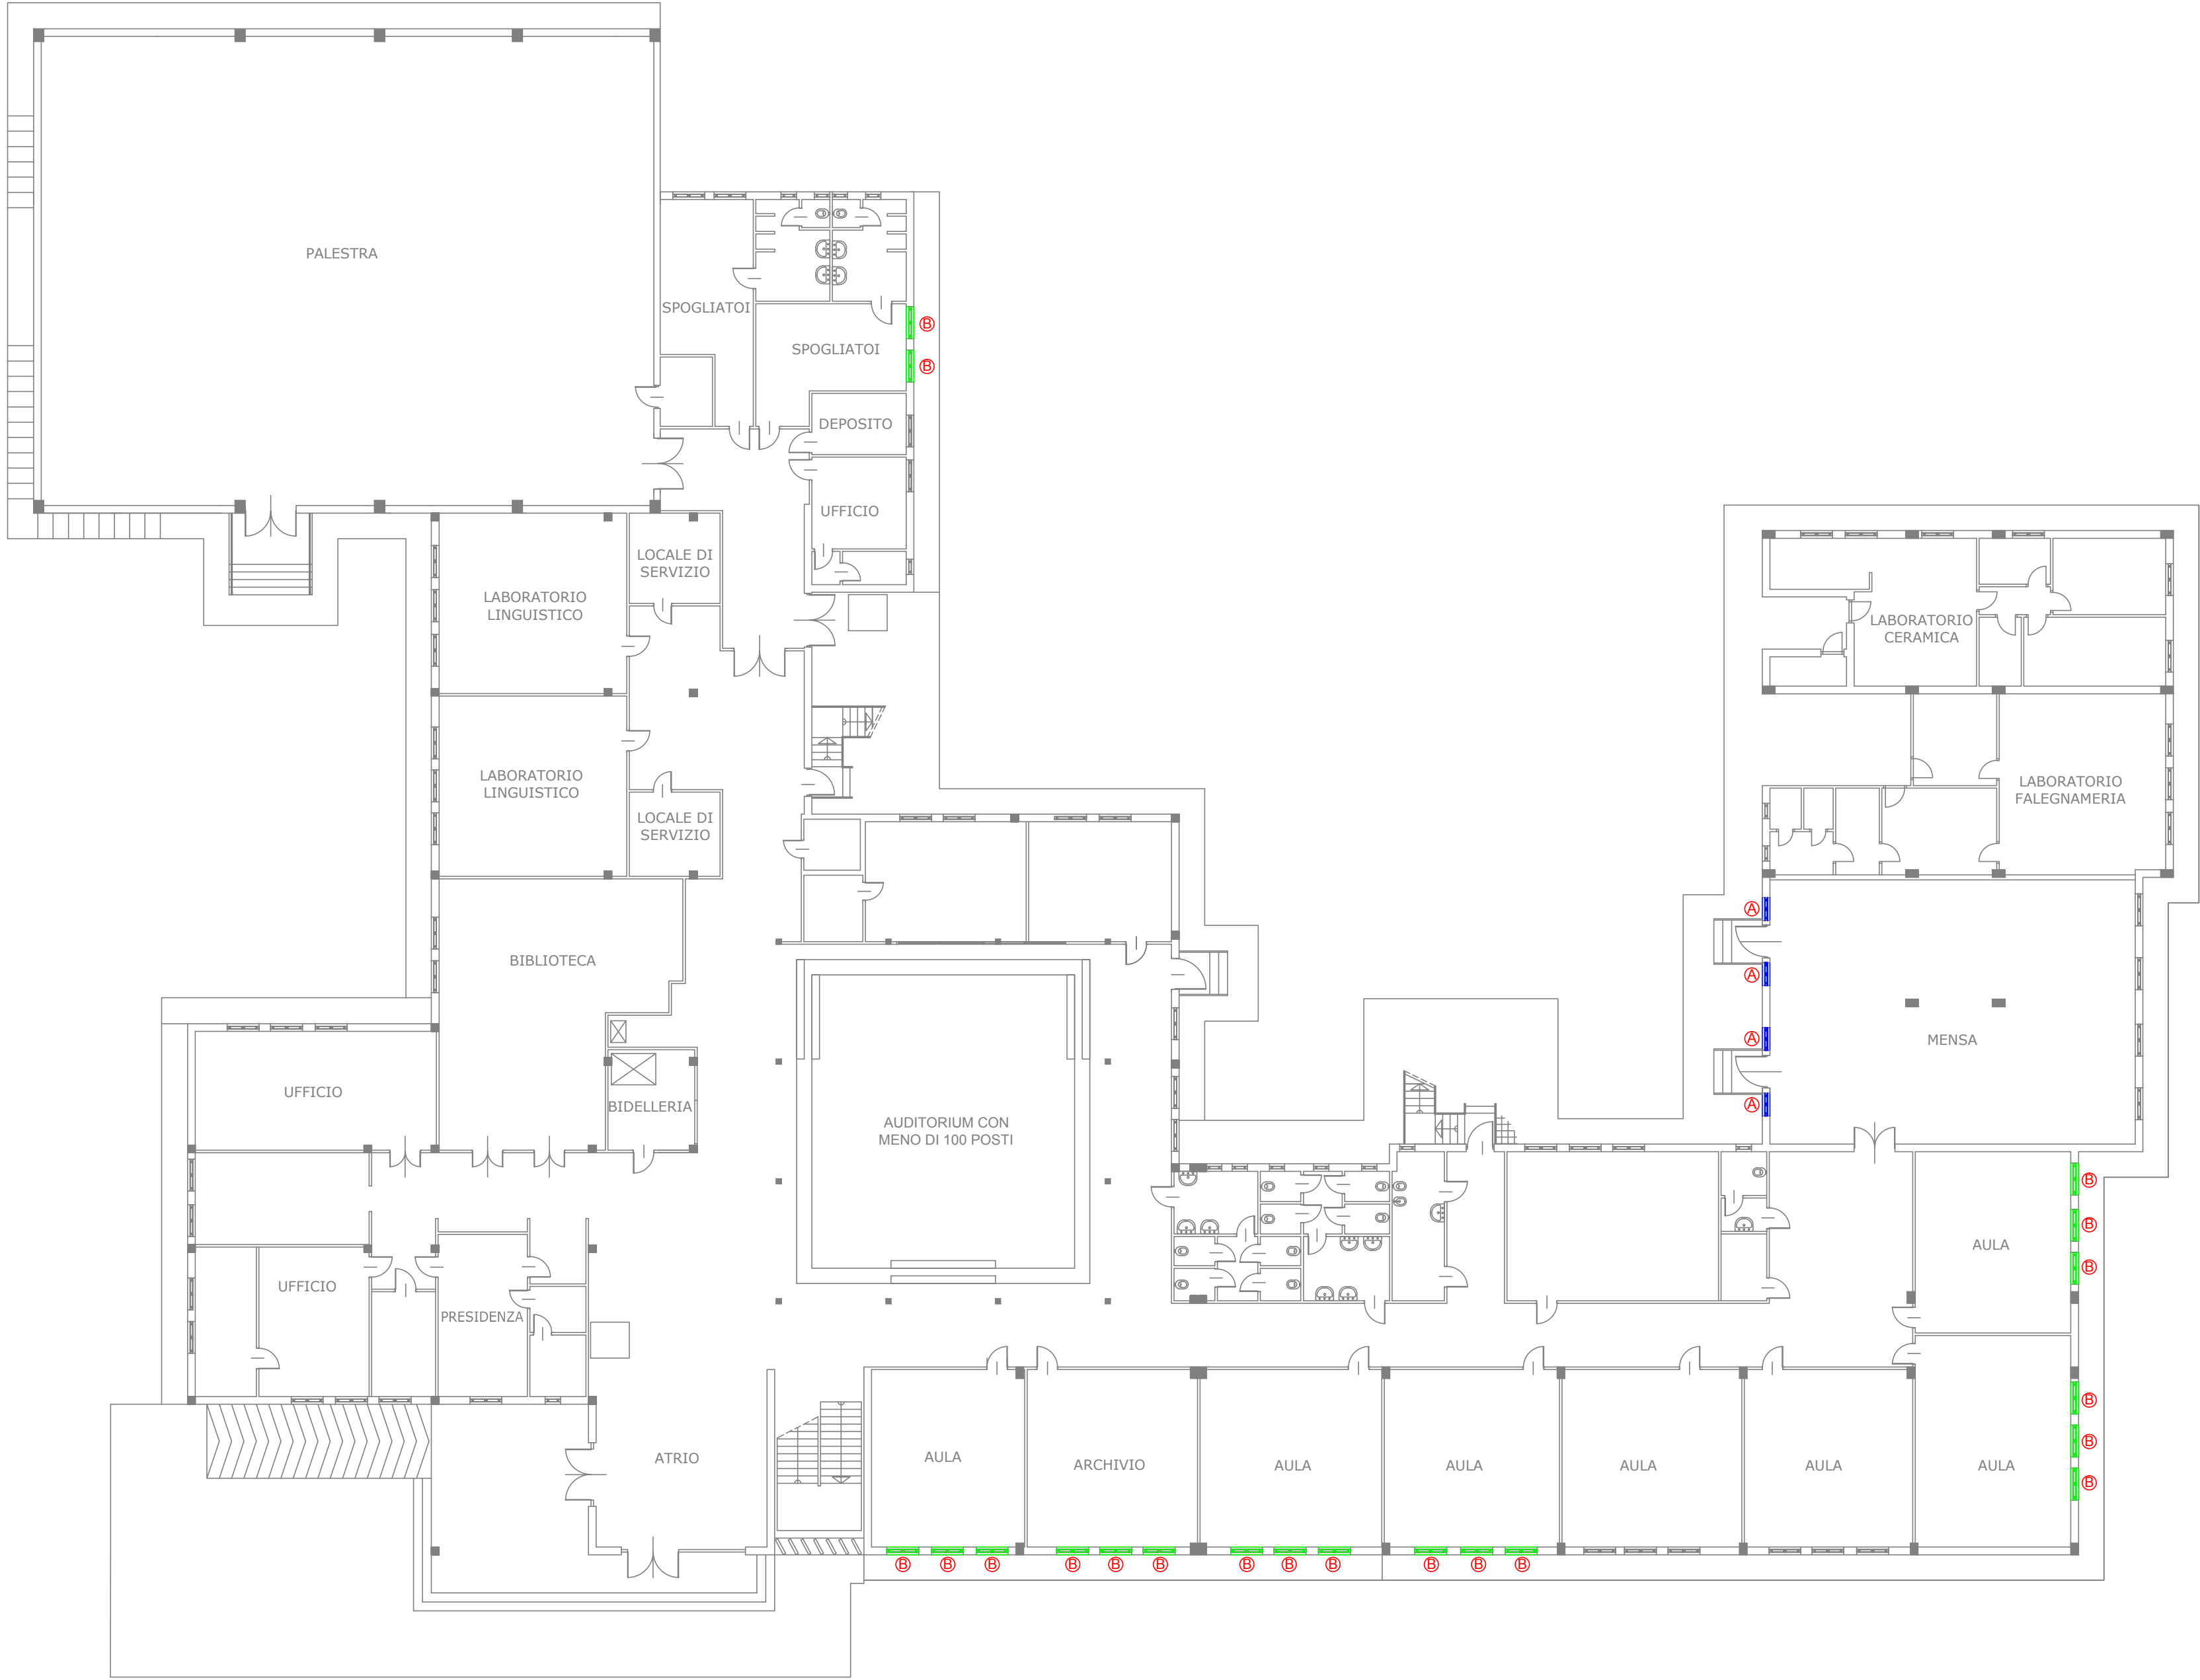 PALESTRA
SPOGLIATOI
Ⓑ
SPOGLIATOI
Ⓑ
DEPOSITO
UFFICIO
LOCALE DI
SERVIZIO
LABORATORIO
LINGUISTICO
LABORATORIO
CERAMICA
LABORATORIO
LINGUISTICO
LABORATORIO
FALEGNAMERIA
LOCALE DI
SERVIZIO
Ⓐ
BIBLIOTECA
Ⓐ
Ⓐ
MENSA
UFFICIO
BIDELLERIA
Ⓐ
AUDITORIUM CON
MENO DI 100 POSTI
Ⓑ
Ⓑ
AULA
Ⓑ
UFFICIO
PRESIDENZA
Ⓑ
Ⓑ
ATRIO
AULA
ARCHIVIO
AULA
AULA
AULA
AULA
AULA
Ⓑ
Ⓑ Ⓑ Ⓑ Ⓑ Ⓑ Ⓑ Ⓑ Ⓑ Ⓑ Ⓑ Ⓑ Ⓑ